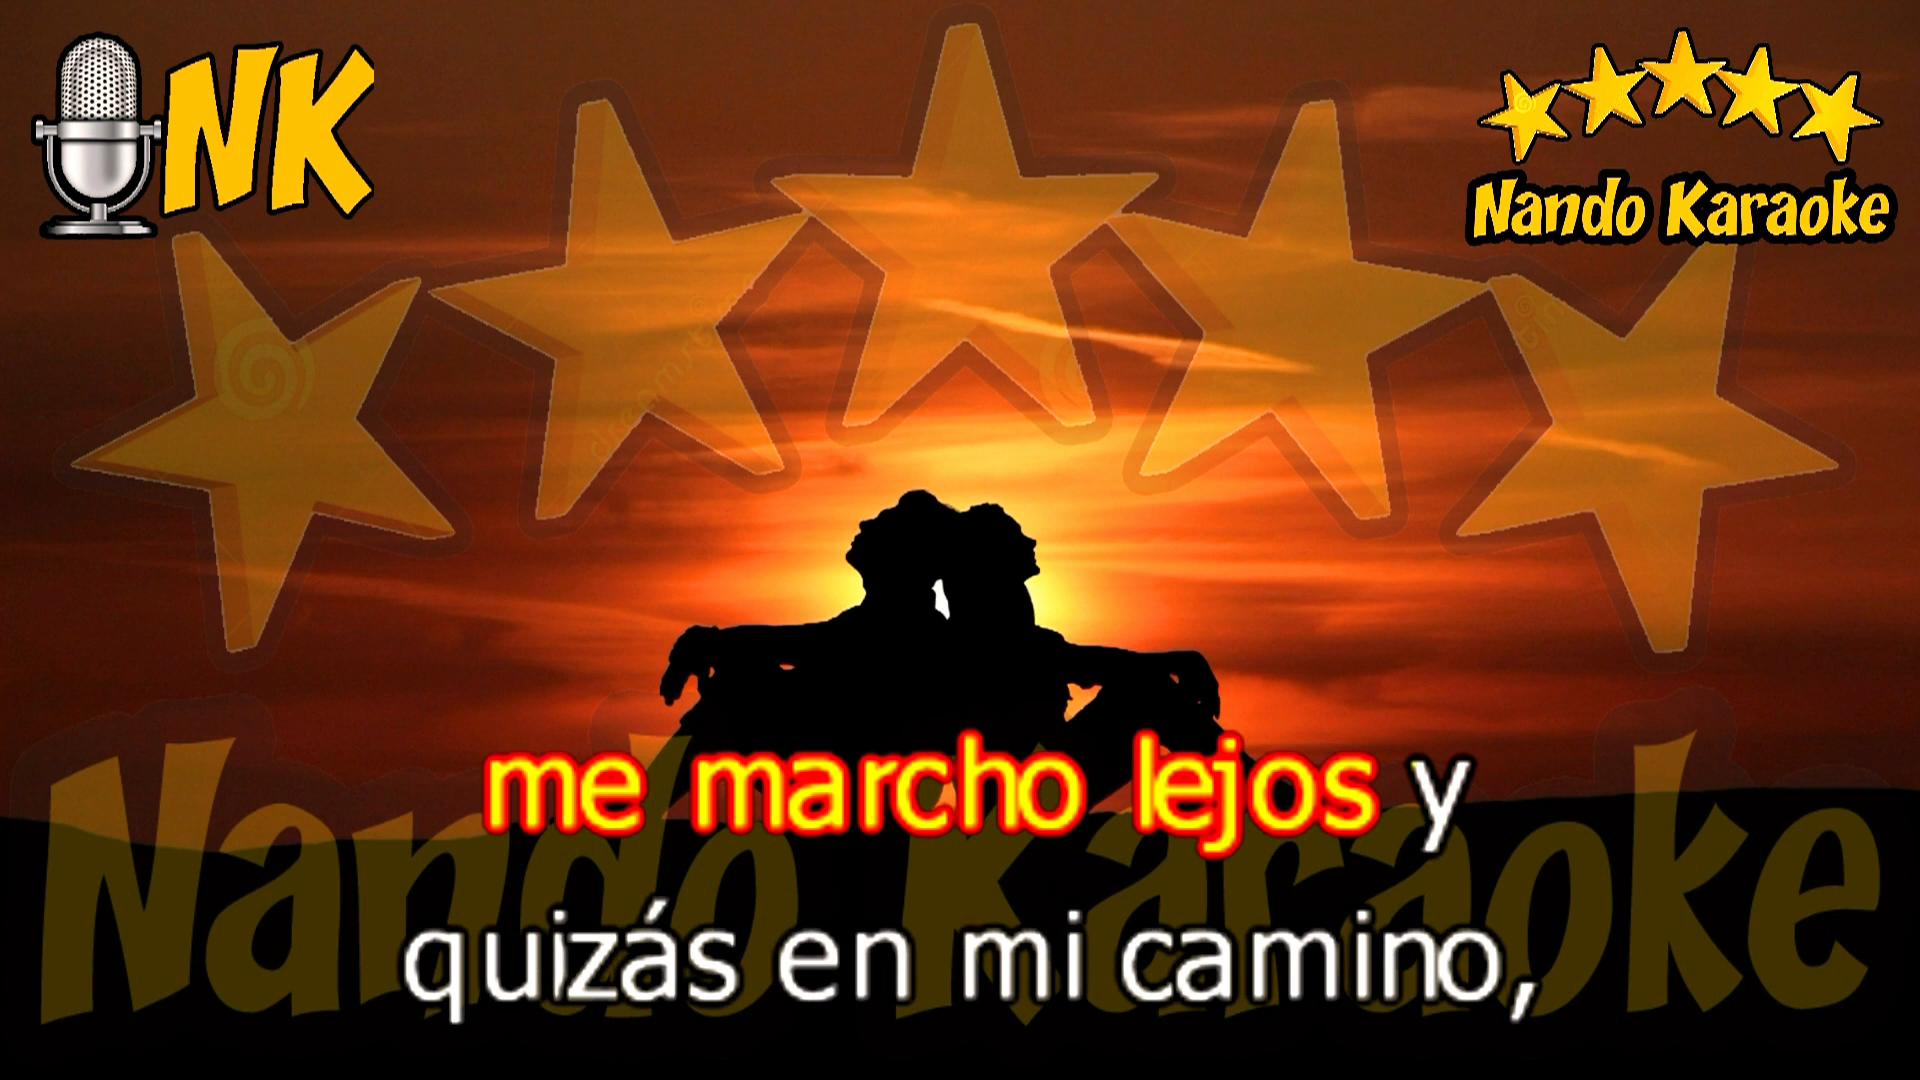 NK
Nando Karaoke
me marcho lejos y
quizás en mi camino,
Nando Karaoke